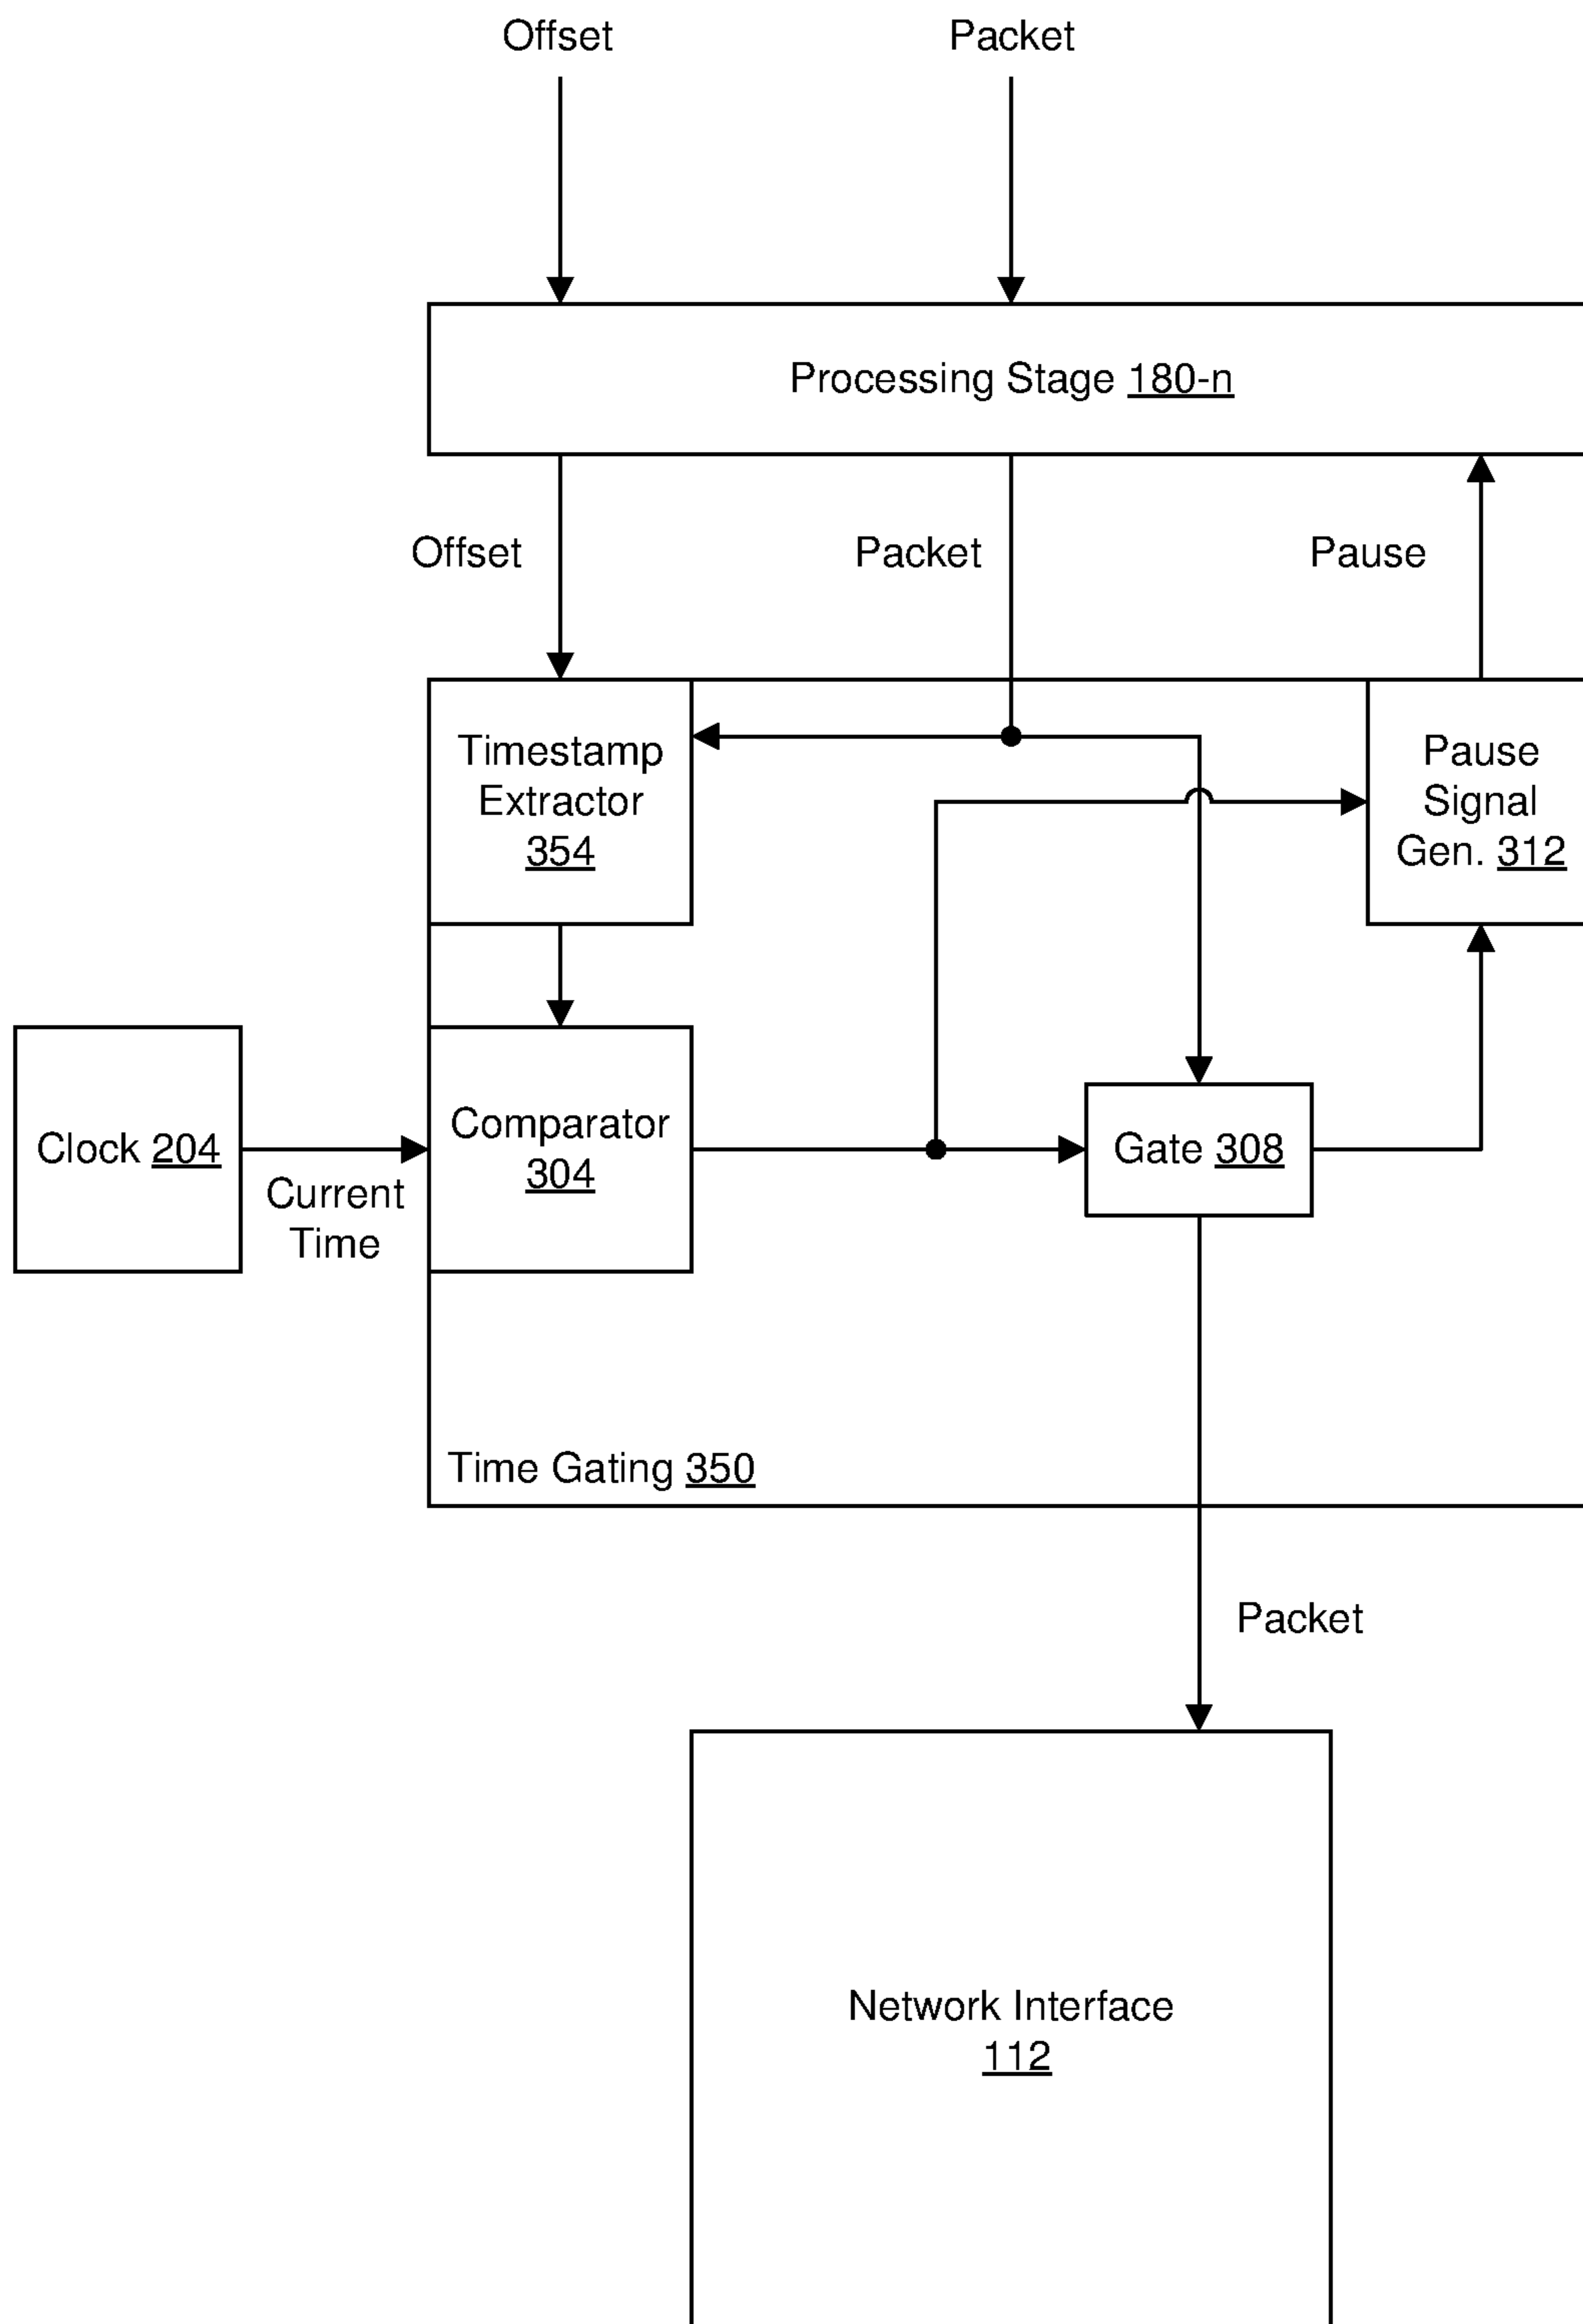 Offset
Packet
Processing Stage 180-n
Offset
Packet
Pause
Timestamp
Extractor
354
Pause
Signal
Gen. 312
Clock 204
Current
Time
Comparator
304
Gate 308
Time Gating 350
Packet
Network Interface
112